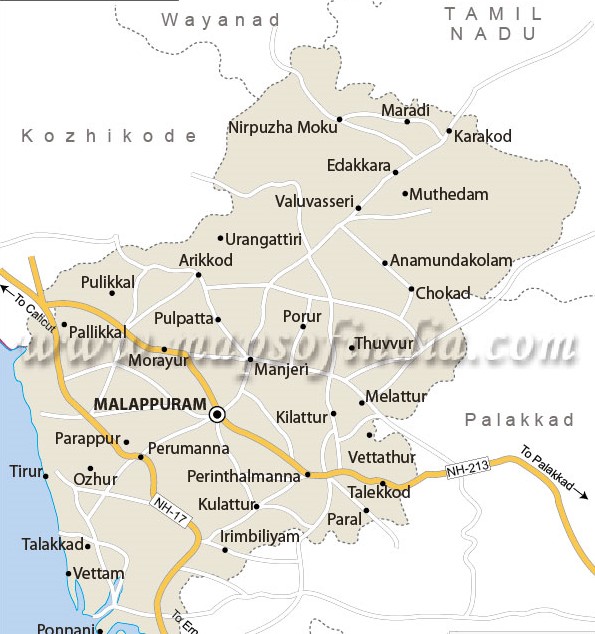 Wayanad
TAMIL
NADU
Kozhikode
Maradi
Nirpuzha Moku
Karakod
Edakkara
Muthedam
Valuvasseri
Urangattiri
Arikkod
Anamundakolam
Pulikkal
Chokad
To Calicut
Pallikkal
Pulpatta
Porur
www.mapsofindia.com
Thuvvur
Morayur
Manjeri
Melattur
MALAPPURAM
Kilattur
Palakkad
Parappur
Perumanna
Vettathur
To Palakkad
Tirur
Ozhur
Perinthalmanna
NH-213
Talekkod
NH-17
Kulattur
Paral
Irimbiliyam
Talakkad
Vettam
Ponnani
To Ern